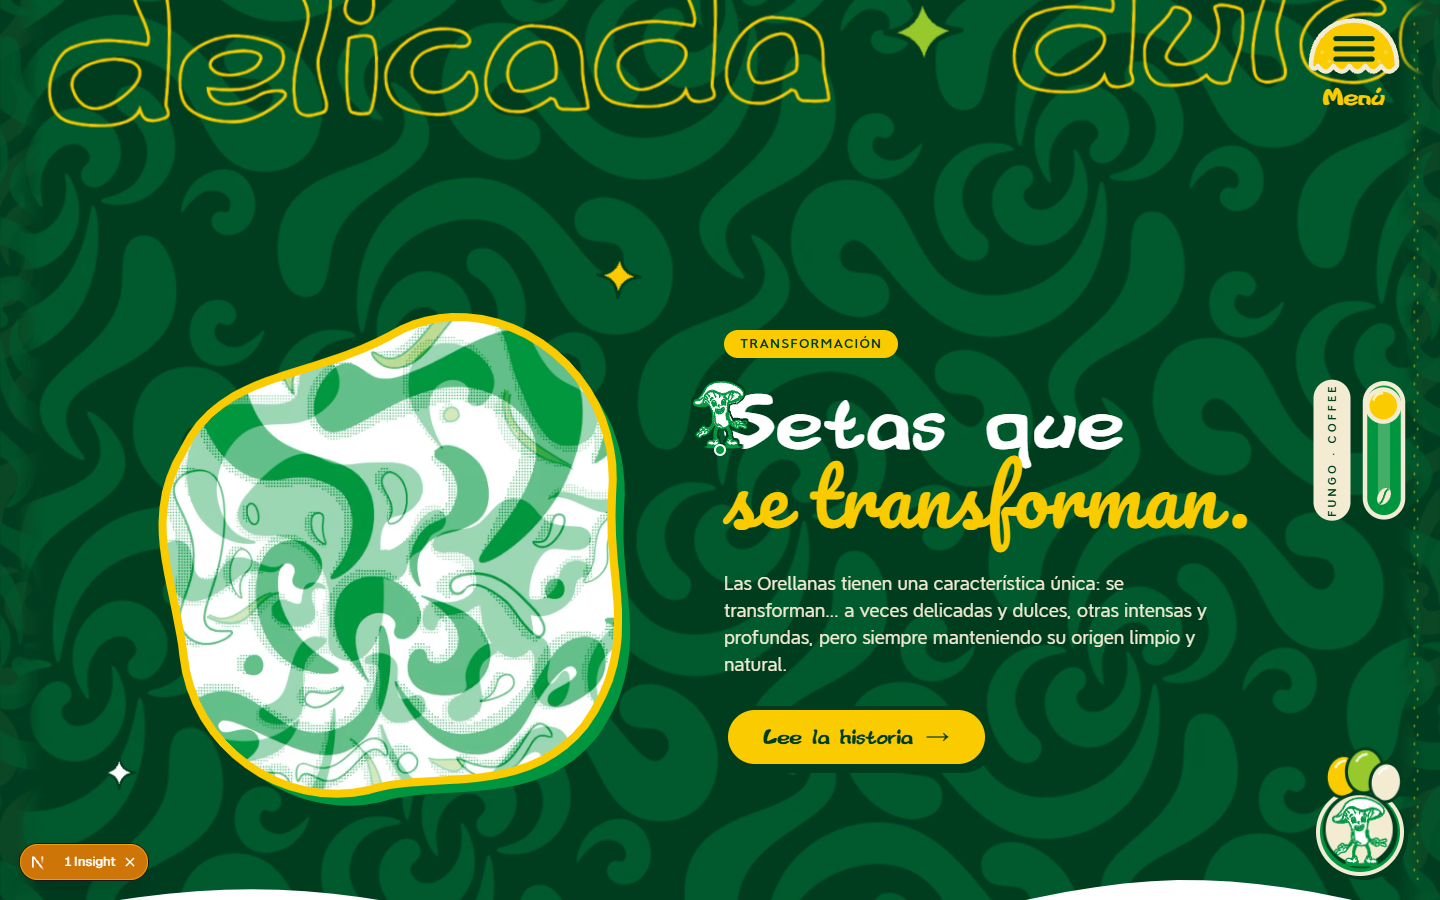 delicada
Menú
TRANSFORMACIÓN
Setas que
se transforman.
FUNGO . COFFEE
Las Orellanas tienen una característica única: se
transforman... a veces delicadas y dulces, otras intensas y
profundas, pero siempre manteniendo su origen limpio y
natural.
Lee la historia →
N 1 Insight ×